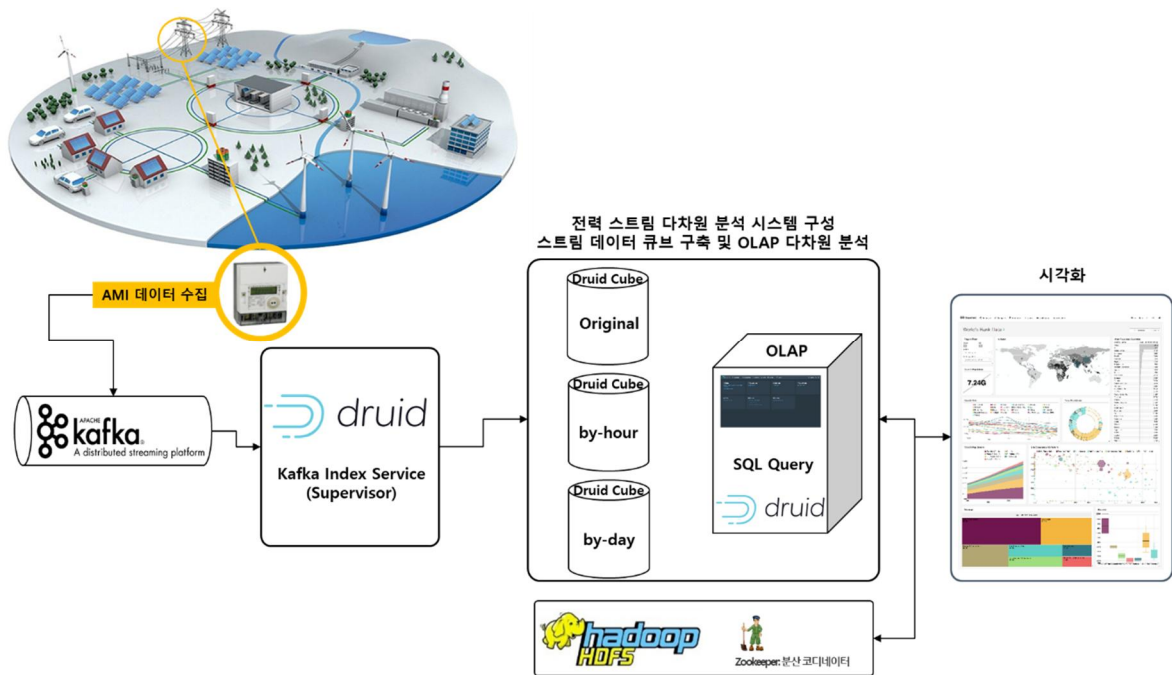 전력 스트림 다차원 분석 시스템 구성
스트림 데이터 큐브 구축 및 OLAP 다차원 분석
시각화
AMI 데이터 수집
APACHE
kafka®
A distributed streaming platform
druid
Kafka Index Service
(Supervisor)
Druid Cube
Original
Druid Cube
by-hour
Druid Cube
by-day
OLAP
SQL Query
druid
7.24G
hadoop
HDFS
Zookeeper: 분산 코디네이터